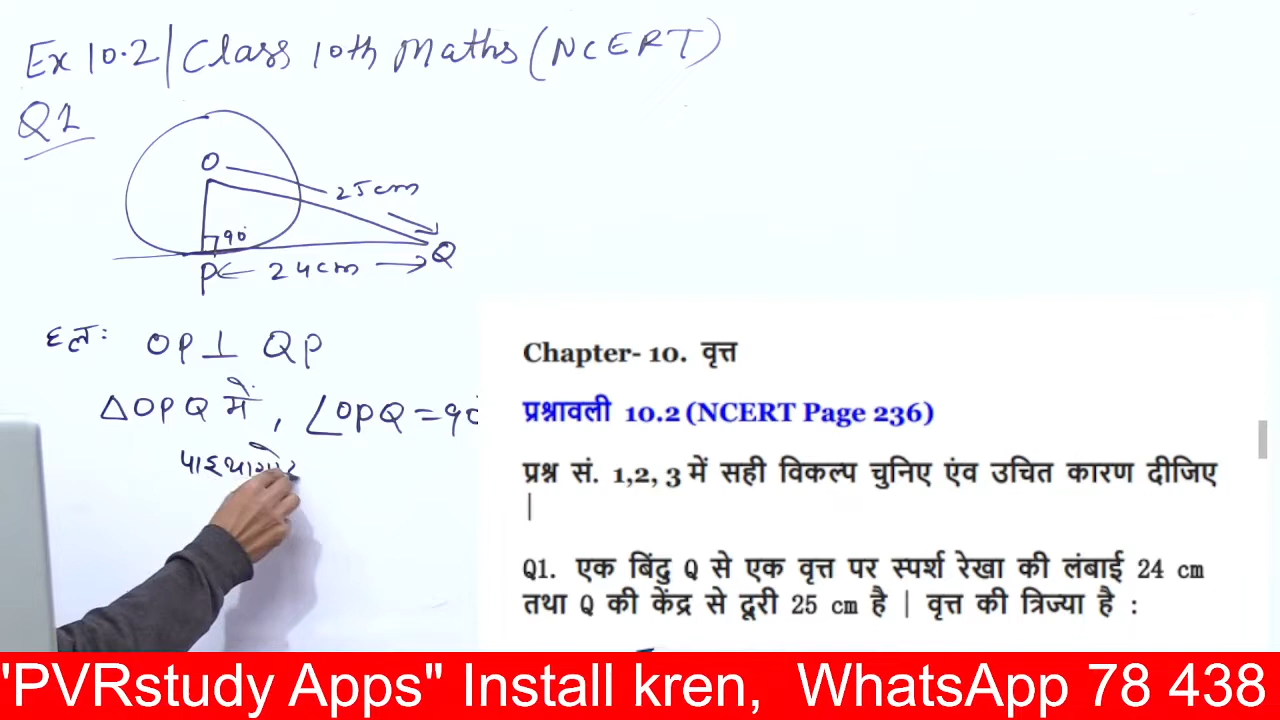 Ex 10.2 | Class 10th Maths (NCERT)
Q1
O
25cm
90°
Q
P
24cm
हल:
OP ⊥ QP
△OPQ में, ∠OPQ = 90°
Chapter- 10. वृत्त
प्रश्नावली 10.2 (NCERT Page 236)
प्रश्न सं. 1,2, 3 में सही विकल्प चुनिए एंव उचित कारण दीजिए
|
Q1. एक बिंदु Q से एक वृत्त पर स्पर्श रेखा की लंबाई 24 cm
तथा Q की केंद्र से दूरी 25 cm है | वृत्त की त्रिज्या है :
"PVRstudy Apps" Install kren, WhatsApp 78 438